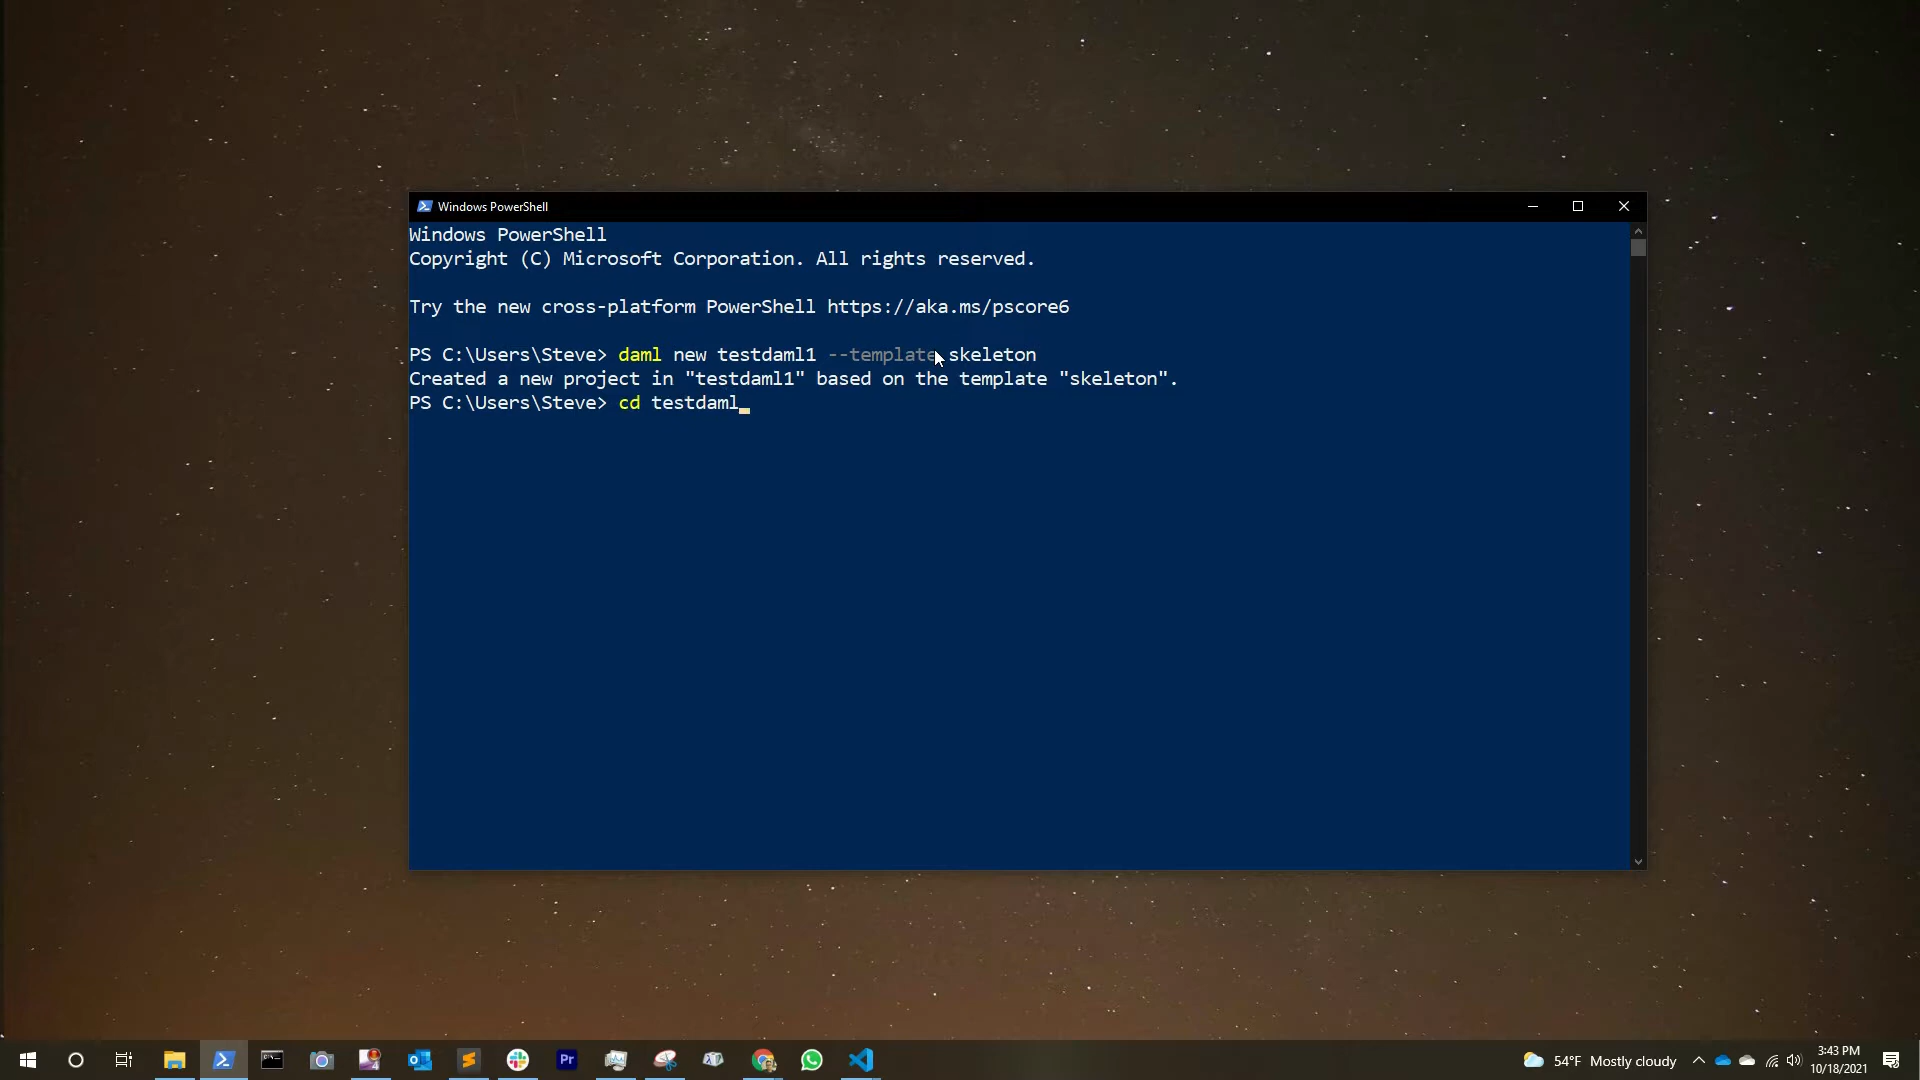 Windows PowerShell
Windows PowerShell
Copyright (C) Microsoft Corporation. All rights reserved.
Try the new cross-platform PowerShell https://aka.ms/pscore6
PS C:\Users\Steve> daml new testdaml1 --template skeleton
Created a new project in "testdaml1" based on the template "skeleton".
PS C:\Users\Steve> cd testdaml
Pr
54°F Mostly cloudy
3:43 PM
10/18/2021